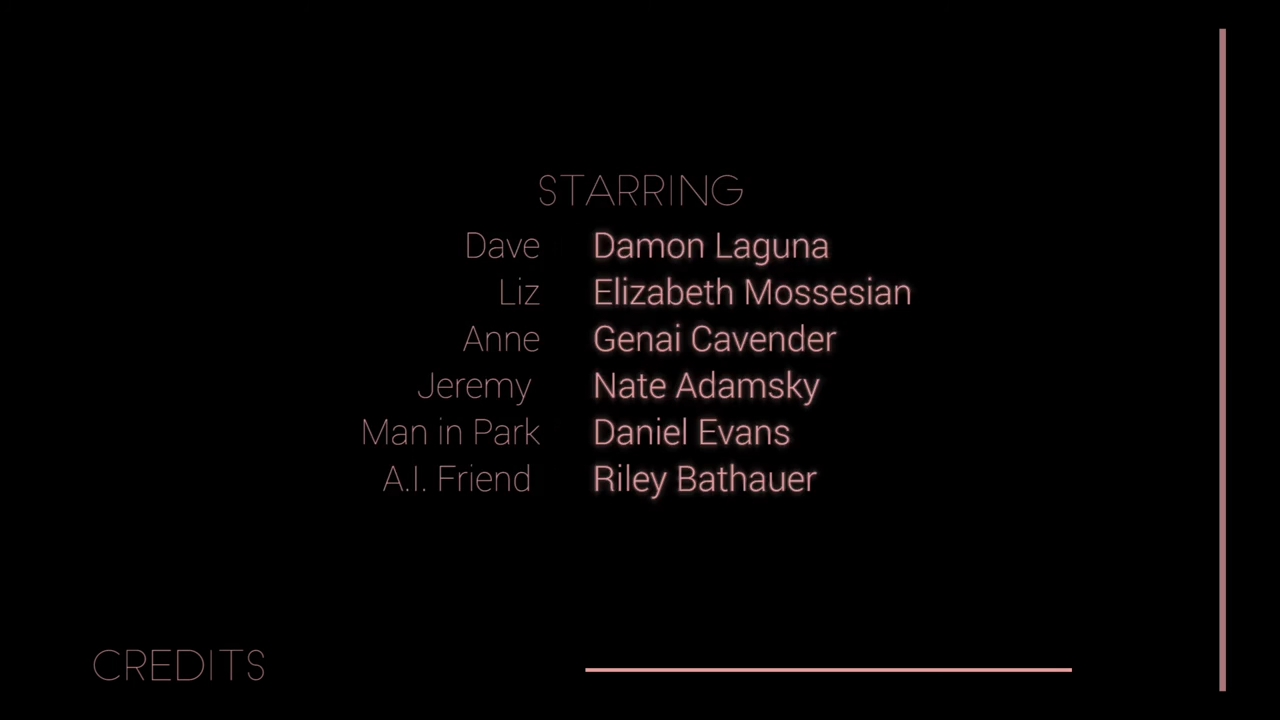 STARRING
Dave Damon Laguna
Liz Elizabeth Mossesian
Anne Genai Cavender
Jeremy Nate Adamsky
Man in Park Daniel Evans
A.I. Friend Riley Bathauer
CREDITS